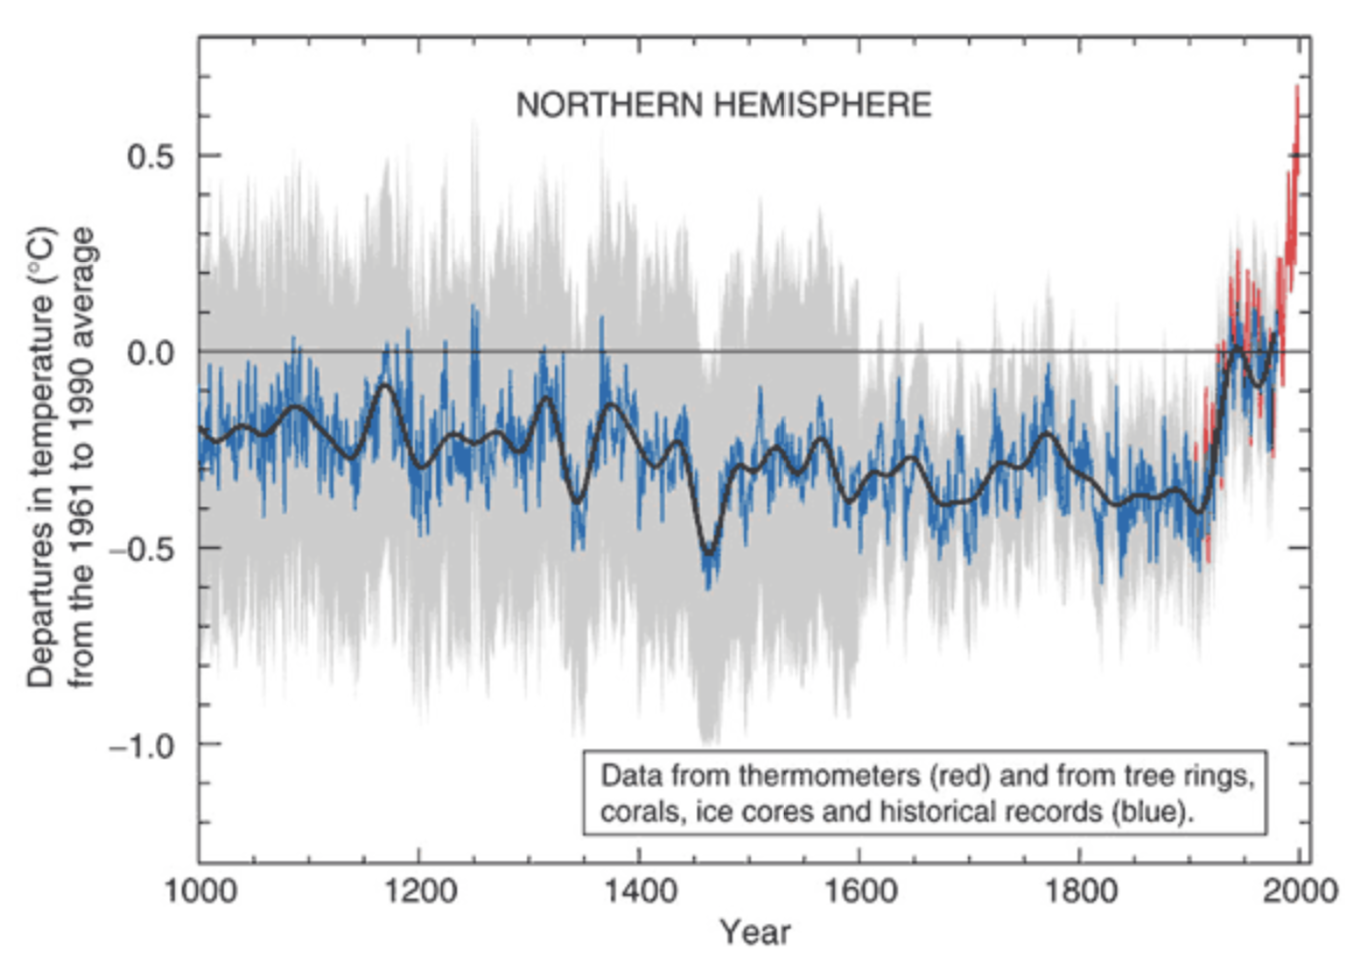 NORTHERN HEMISPHERE
0.5
0.0
−0.5
−1.0
Departures in temperature (°C)
from the 1961 to 1990 average
Data from thermometers (red) and from tree rings,
corals, ice cores and historical records (blue).
1000 1200 1400 1600 1800 2000
Year